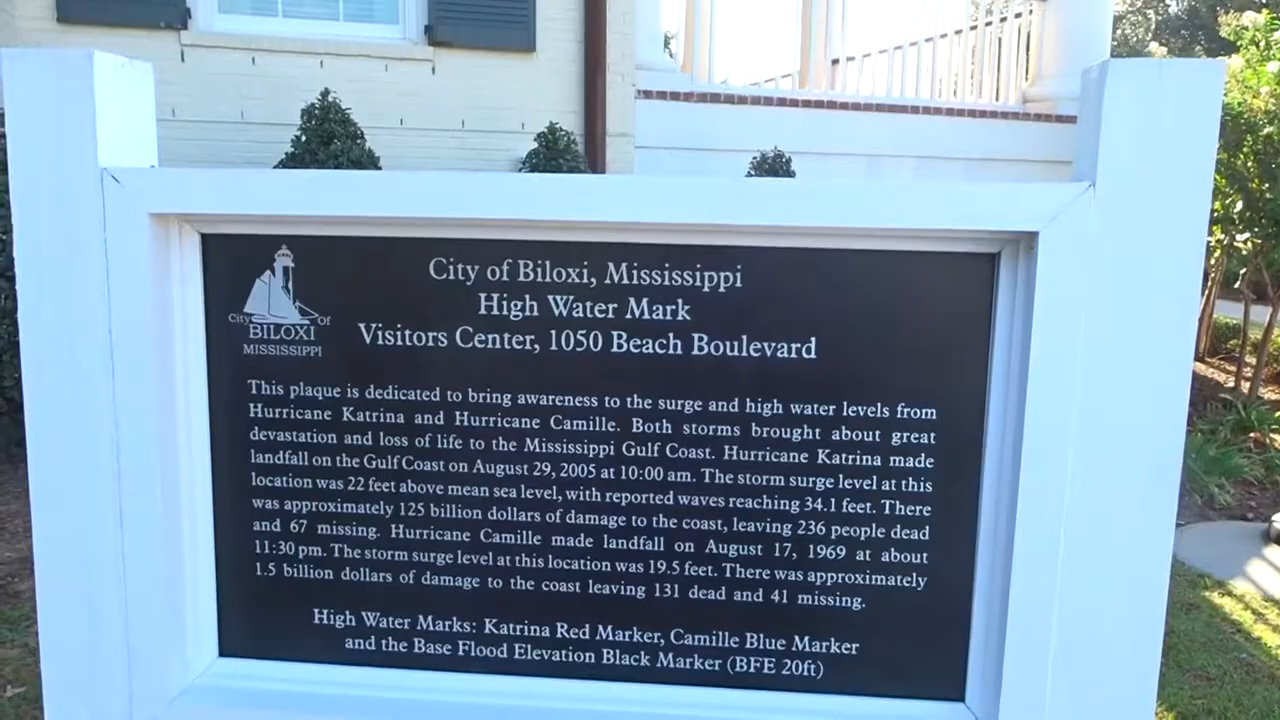 City Of
BILOXI
MISSISSIPPI
City of Biloxi, Mississippi
High Water Mark
Visitors Center, 1050 Beach Boulevard
This plaque is dedicated to bring awareness to the surge and high water levels from
Hurricane Katrina and Hurricane Camille. Both storms brought about great
devastation and loss of life to the Mississippi Gulf Coast. Hurricane Katrina made
landfall on the Gulf Coast on August 29, 2005 at 10:00 am. The storm surge level at this
location was 22 feet above mean sea level, with reported waves reaching 34.1 feet. There
was approximately 125 billion dollars of damage to the coast, leaving 236 people dead
and 67 missing. Hurricane Camille made landfall on August 17, 1969 at about
11:30 pm. The storm surge level at this location was 19.5 feet. There was approximately
1.5 billion dollars of damage to the coast leaving 131 dead and 41 missing.
High Water Marks: Katrina Red Marker, Camille Blue Marker
and the Base Flood Elevation Black Marker (BFE 20ft)